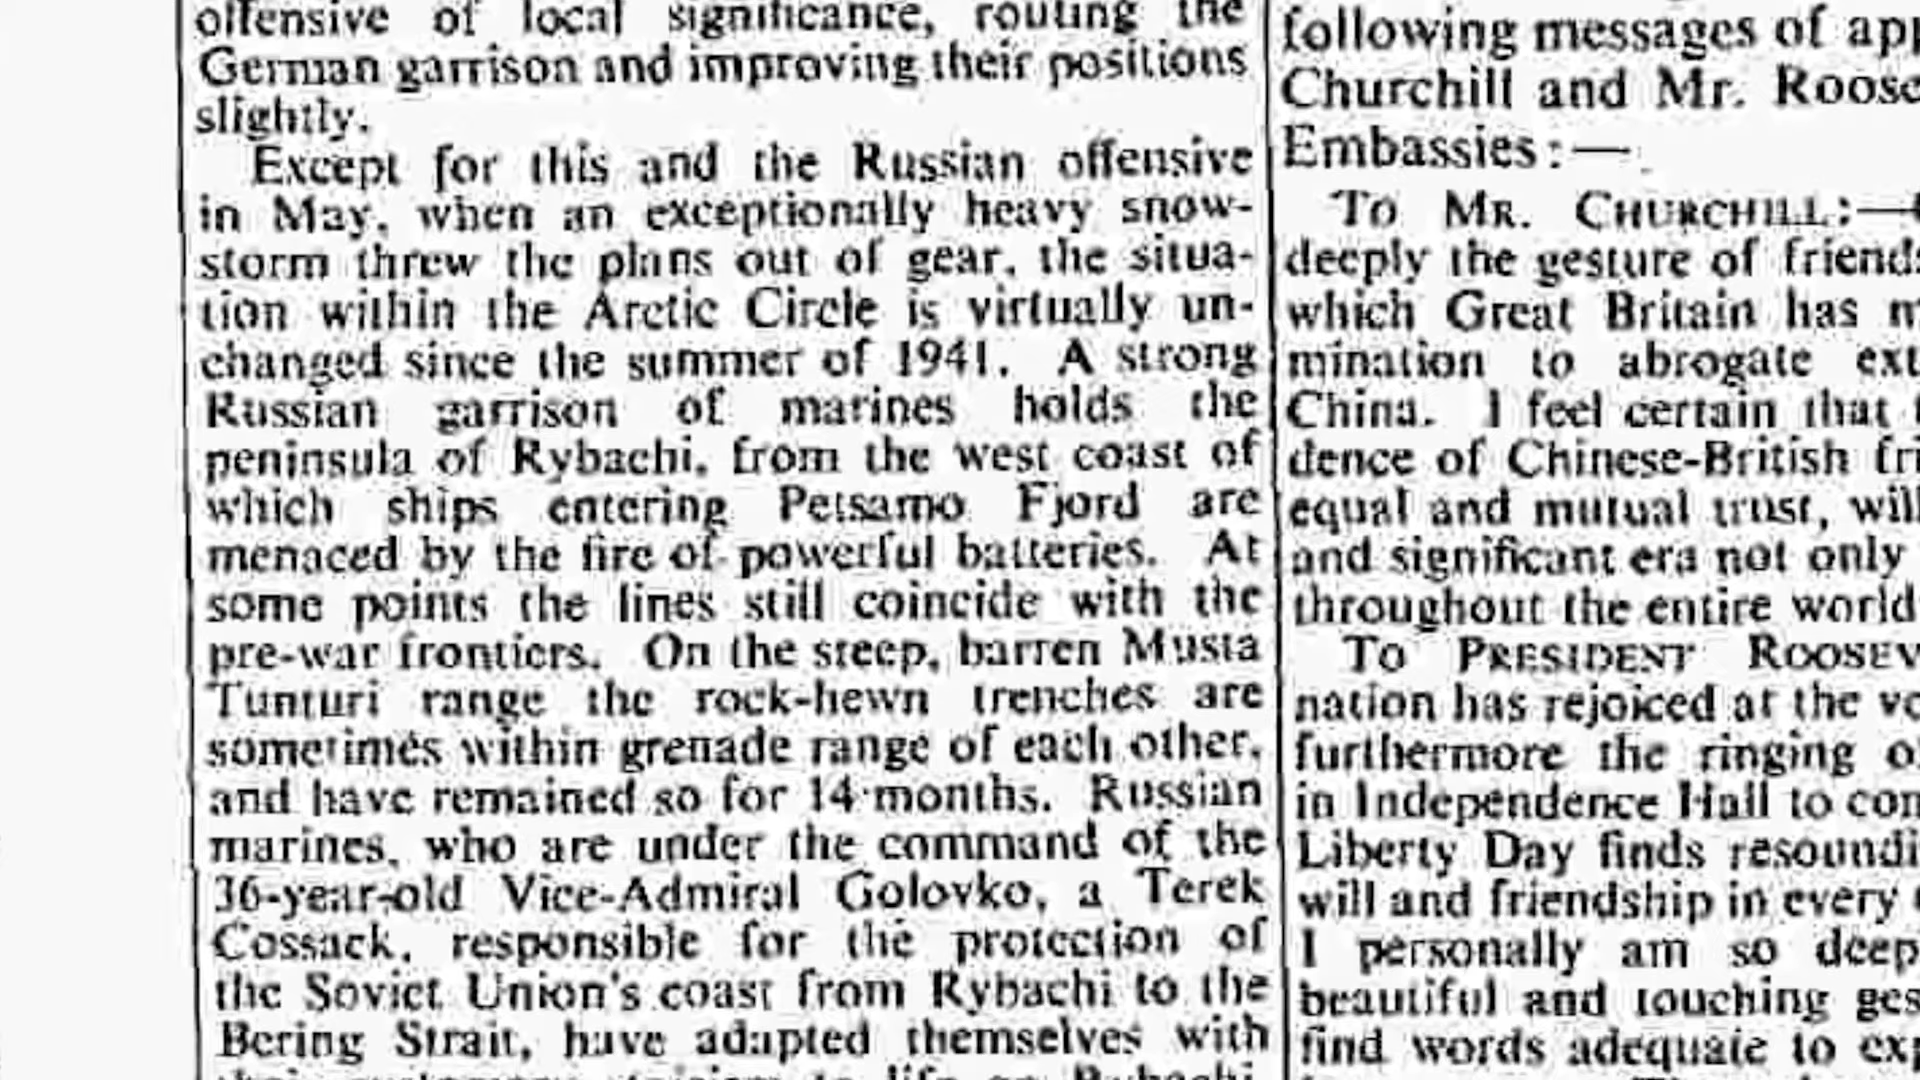 offensive of local significance, routing the
German garrison and improving their positions
slightly.
Except for this and the Russian offensive
in May, when an exceptionally heavy snow-
storm threw the plans out of gear, the situa-
tion within the Arctic Circle is virtually un-
changed since the summer of 1941. A strong
Russian garrison of marines holds the
peninsula of Rybachi, from the west coast of
which ships entering Petsamo Fjord are
menaced by the fire of powerful batteries. At
some points the lines still coincide with the
pre-war frontiers. On the steep, barren Musta
Tunturi range the rock-hewn trenches are
sometimes within grenade range of each other,
and have remained so for 14 months. Russian
marines, who are under the command of the
36-year-old Vice-Admiral Golovko, a Terek
Cossack, responsible for the protection of
the Soviet Union's coast from Rybachi to the
Bering Strait, have adapted themselves with
their customary stoicism to life on Rybachi,
following messages of app
Churchill and Mr. Roose
Embassies:—
To MR. CHURCHILL:—
deeply the gesture of friends
which Great Britain has m
mination to abrogate ext
China. I feel certain that
dence of Chinese-British fri
equal and mutual trust, will
and significant era not only
throughout the entire world
To PRESIDENT ROOSEV
nation has rejoiced at the vo
furthermore the ringing o
in Independence Hall to com
Liberty Day finds resoundi
will and friendship in every
I personally am so deep
beautiful and touching ges
find words adequate to exp